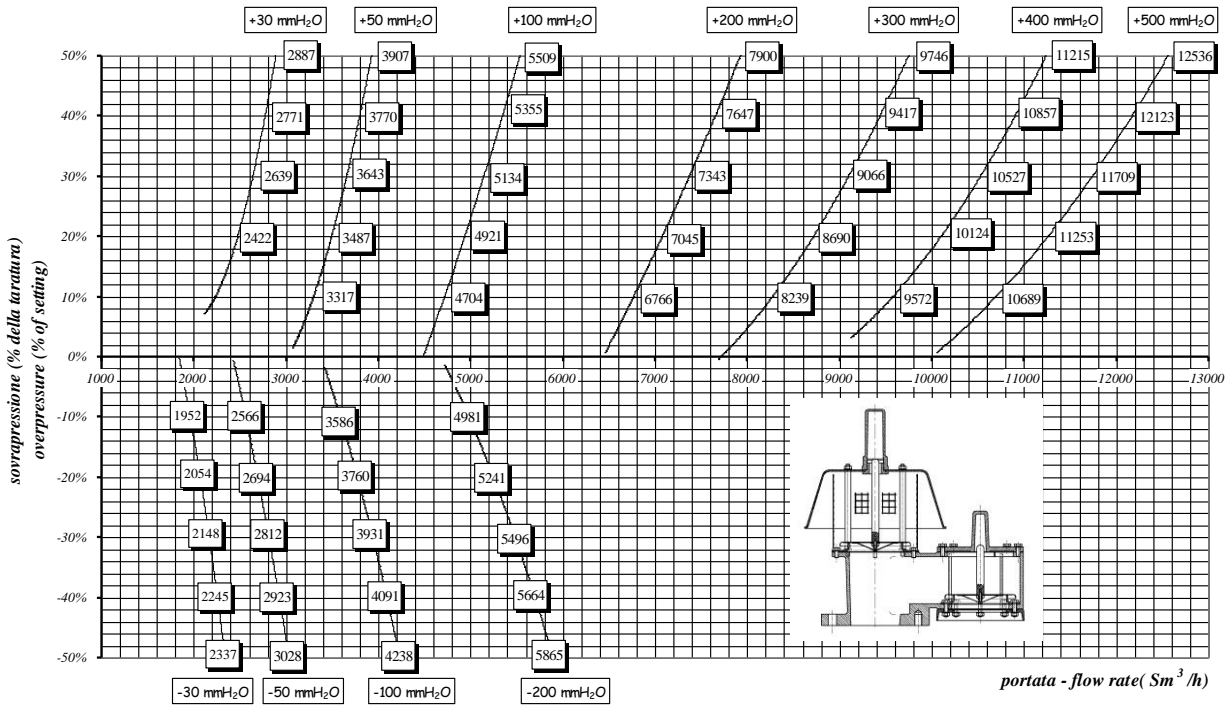 +30 mmH₂O +50 mmH₂O +100 mmH₂O +200 mmH₂O +300 mmH₂O +400 mmH₂O +500 mmH₂O
50% 2887 3907 5509 7900 9746 11215 12536
40% 2771 3770 5355 7647 9417 10857 12123
30% 2639 3643 5134 7343 9066 10527 11709
20% 2422 3487 4921 7045 8690 10124 11253
10% 3317 4704 6766 8239 9572 10689
0%
1000 2000 3000 4000 5000 6000 7000 8000 9000 10000 11000 12000 13000
-10% 1952 2566 3586 4981
-20% 2054 2694 3760 5241
-30% 2148 2812 3931 5496
-40% 2245 2923 4091 5664
-50% 2337 3028 4238 5865
-30 mmH₂O -50 mmH₂O -100 mmH₂O -200 mmH₂O
sovrapressione (% della taratura)
overpressure (% of setting)
portata - flow rate( Sm³ /h)